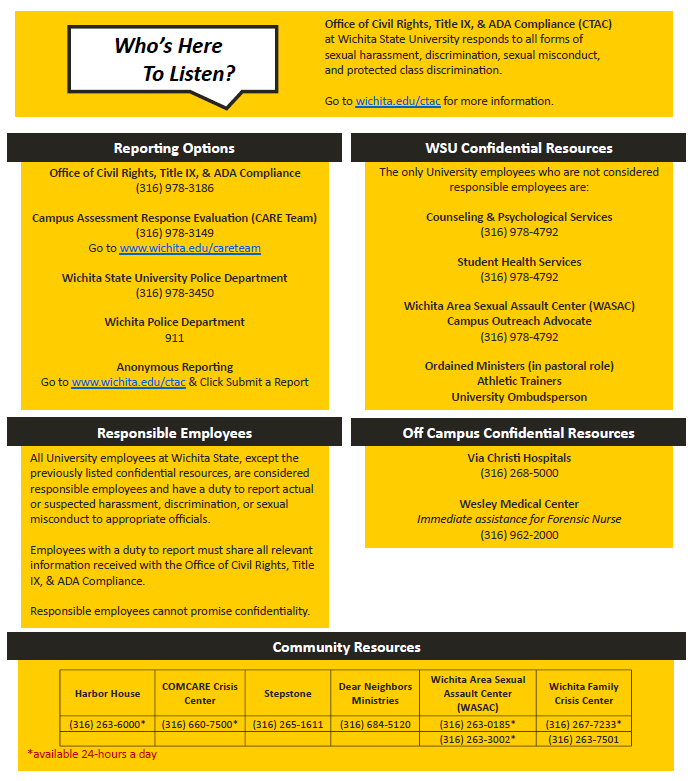 Who's Here
To Listen?
Office of Civil Rights, Title IX, & ADA Compliance (CTAC)
at Wichita State University responds to all forms of
sexual harassment, discrimination, sexual misconduct,
and protected class discrimination.
Go to wichita.edu/ctac for more information.
Reporting Options
Office of Civil Rights, Title IX, & ADA Compliance
(316) 978-3186
Campus Assessment Response Evaluation (CARE Team)
(316) 978-3149
Go to www.wichita.edu/careteam
Wichita State University Police Department
(316) 978-3450
Wichita Police Department
911
Anonymous Reporting
Go to www.wichita.edu/ctac & Click Submit a Report
WSU Confidential Resources
The only University employees who are not considered
responsible employees are:
Counseling & Psychological Services
(316) 978-4792
Student Health Services
(316) 978-4792
Wichita Area Sexual Assault Center (WASAC)
Campus Outreach Advocate
(316) 978-4792
Ordained Ministers (in pastoral role)
Athletic Trainers
University Ombudsperson
Responsible Employees
All University employees at Wichita State, except the
previously listed confidential resources, are considered
responsible employees and have a duty to report actual
or suspected harassment, discrimination, or sexual
misconduct to appropriate officials.
Employees with a duty to report must share all relevant
information received with the Office of Civil Rights, Title
IX, & ADA Compliance.
Responsible employees cannot promise confidentiality.
Off Campus Confidential Resources
Via Christi Hospitals
(316) 268-5000
Wesley Medical Center
Immediate assistance for Forensic Nurse
(316) 962-2000
Community Resources
Harbor House
COMCARE Crisis
Center
Stepstone
Dear Neighbors
Ministries
Wichita Area Sexual
Assault Center
(WASAC)
Wichita Family
Crisis Center
(316) 263-6000* (316) 660-7500* (316) 265-1611 (316) 684-5120 (316) 263-0185* (316) 267-7233*
(316) 263-3002* (316) 263-7501
*available 24-hours a day